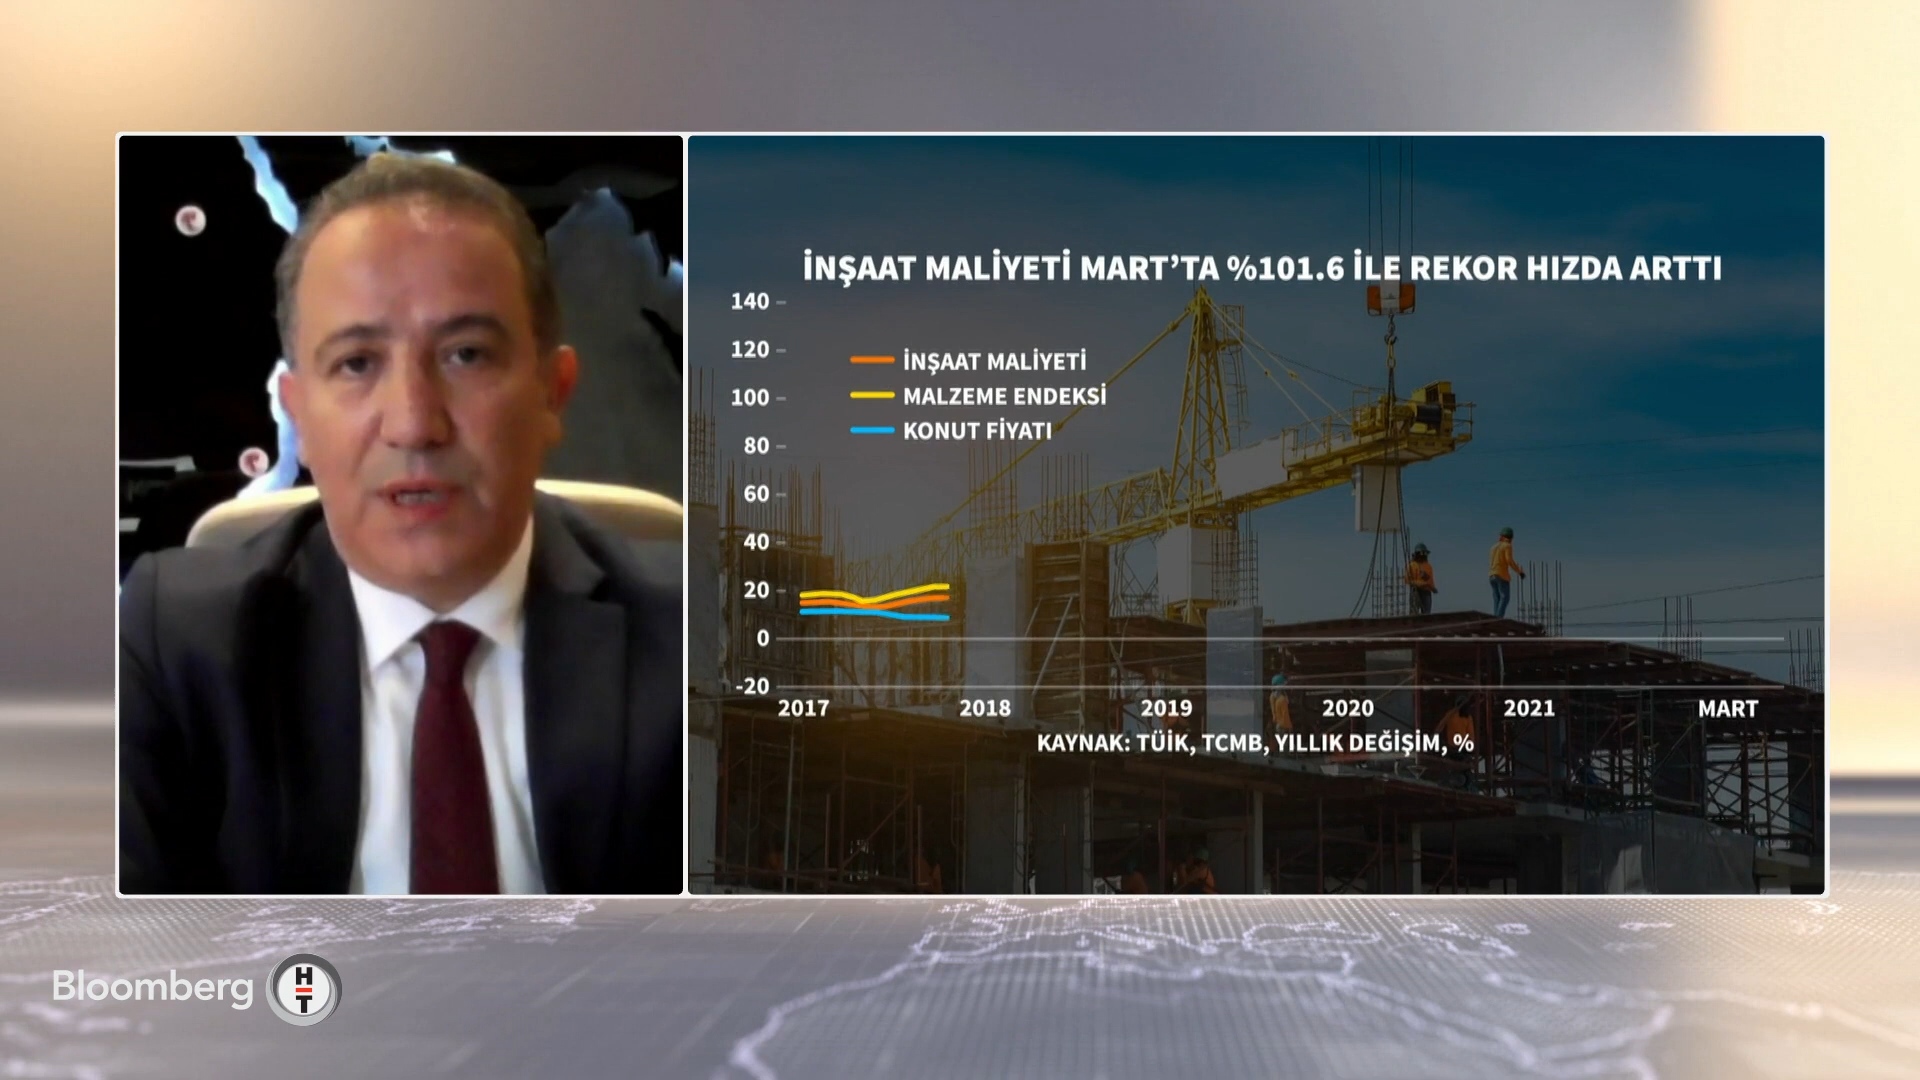 İNŞAAT MALİYETİ MART'TA %101.6 İLE REKOR HIZDA ARTTI
140
120
100
80
60
40
20
0
-20
İNŞAAT MALİYETİ
MALZEME ENDEKSİ
KONUT FİYATI
2017 2018 2019 2020 2021 MART
KAYNAK: TÜİK, TCMB, YILLIK DEĞİŞİM, %
Bloomberg HT